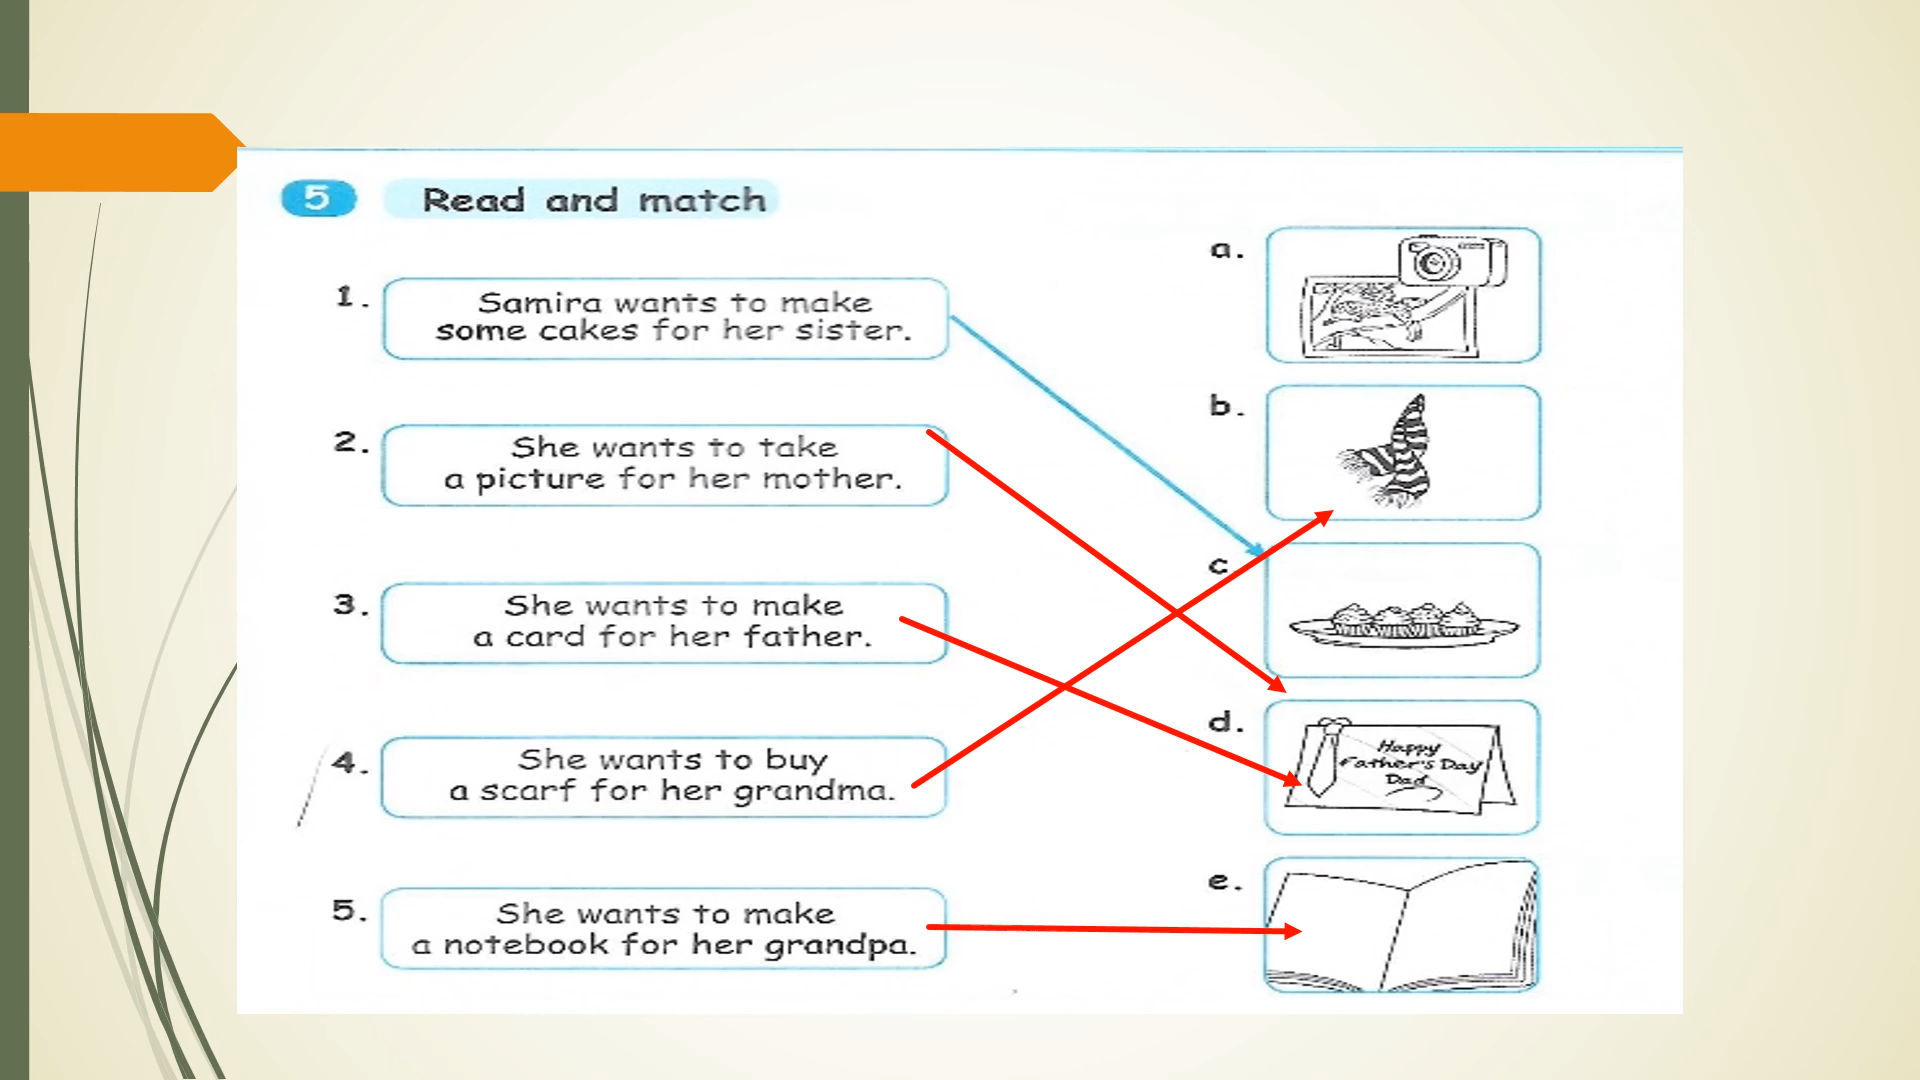 5 Read and match
1. Samira wants to make
some cakes for her sister.
2. She wants to take
a picture for her mother.
3. She wants to make
a card for her father.
4. She wants to buy
a scarf for her grandma.
5. She wants to make
a notebook for her grandpa.
a.
b.
c
d.
Happy
Father's Day
Dad
e.